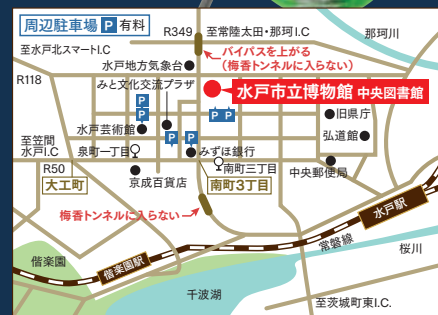 周辺駐車場 P 有料
R349
至常陸太田・那珂I.C
那珂川
至水戸北スマートI.C
バイパスを上がる
(梅香トンネルに入らない)
水戸地方気象台
R118
みと文化交流プラザ
水戸市立博物館 中央図書館
P
P
P P
旧県庁
水戸芸術館
弘道館
至笠間
水戸I.C
泉町一丁目
P
P
みずほ銀行
南町三丁目
中央郵便局
R50
大工町
京成百貨店
南町3丁目
梅香トンネルに入らない
水戸駅
常磐線
桜川
偕楽園
偕楽園駅
千波湖
至茨城町東I.C.